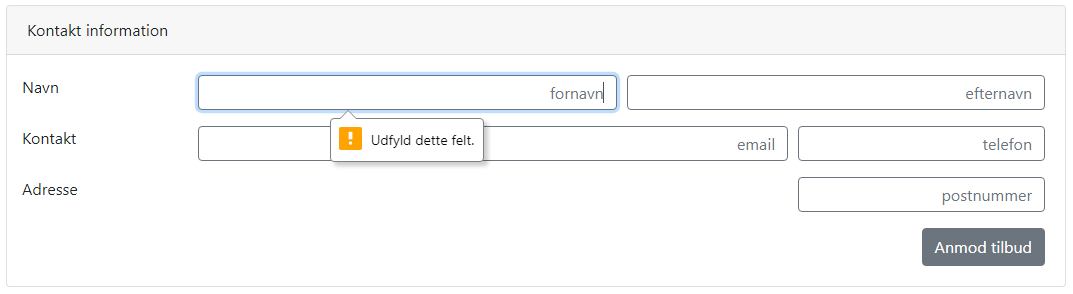 Kontakt information
Navn fornavn efternavn
Udfyld dette felt.
Kontakt email telefon
Adresse postnummer
Anmod tilbud